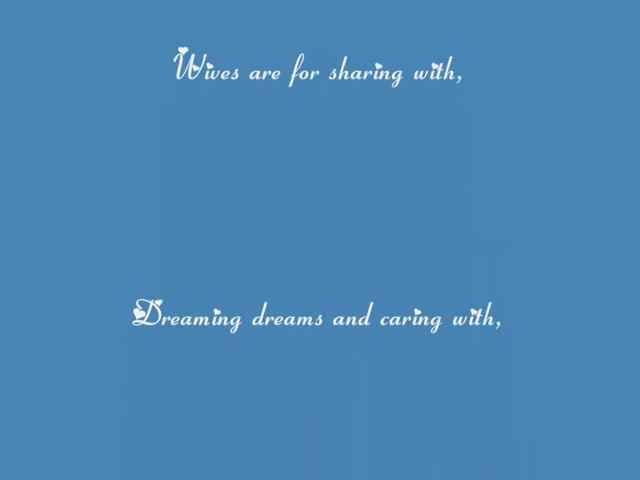 Wives are for sharing with,
Dreaming dreams and caring with,